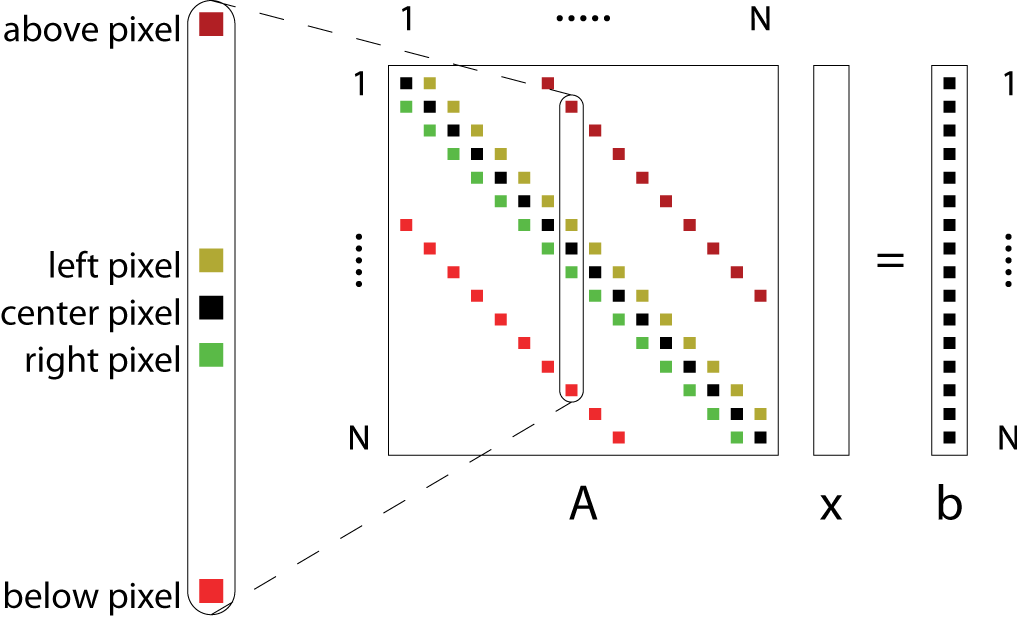 above pixel
left pixel
center pixel
right pixel
below pixel
1 ..... N
1
N
A
x
=
b
1
N